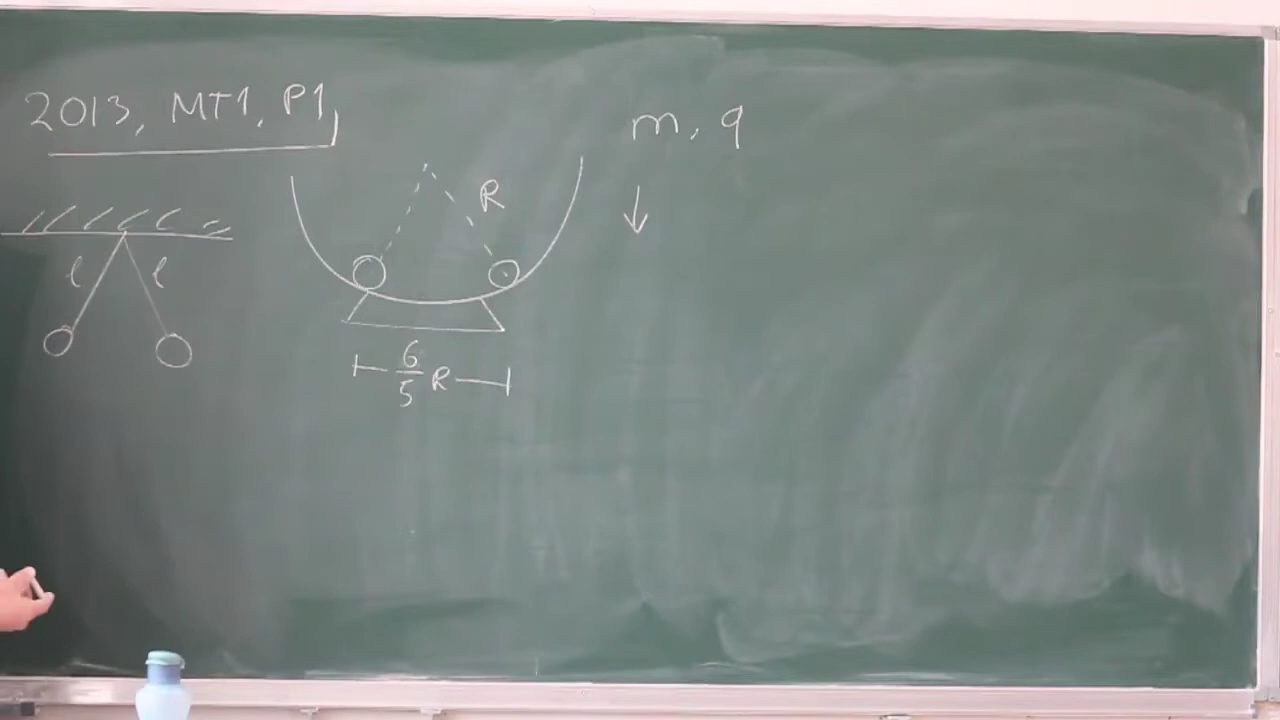 2013, MT1, P1,
m, q
R
l l
6/5 R